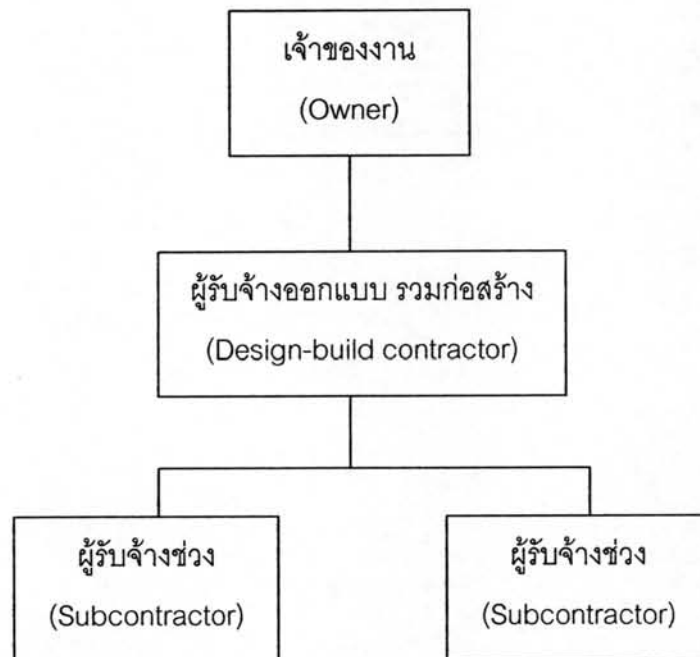 เจ้าของงาน
(Owner)
ผู้รับจ้างออกแบบ รวมก่อสร้าง
(Design-build contractor)
ผู้รับจ้างช่วง
(Subcontractor)
ผู้รับจ้างช่วง
(Subcontractor)